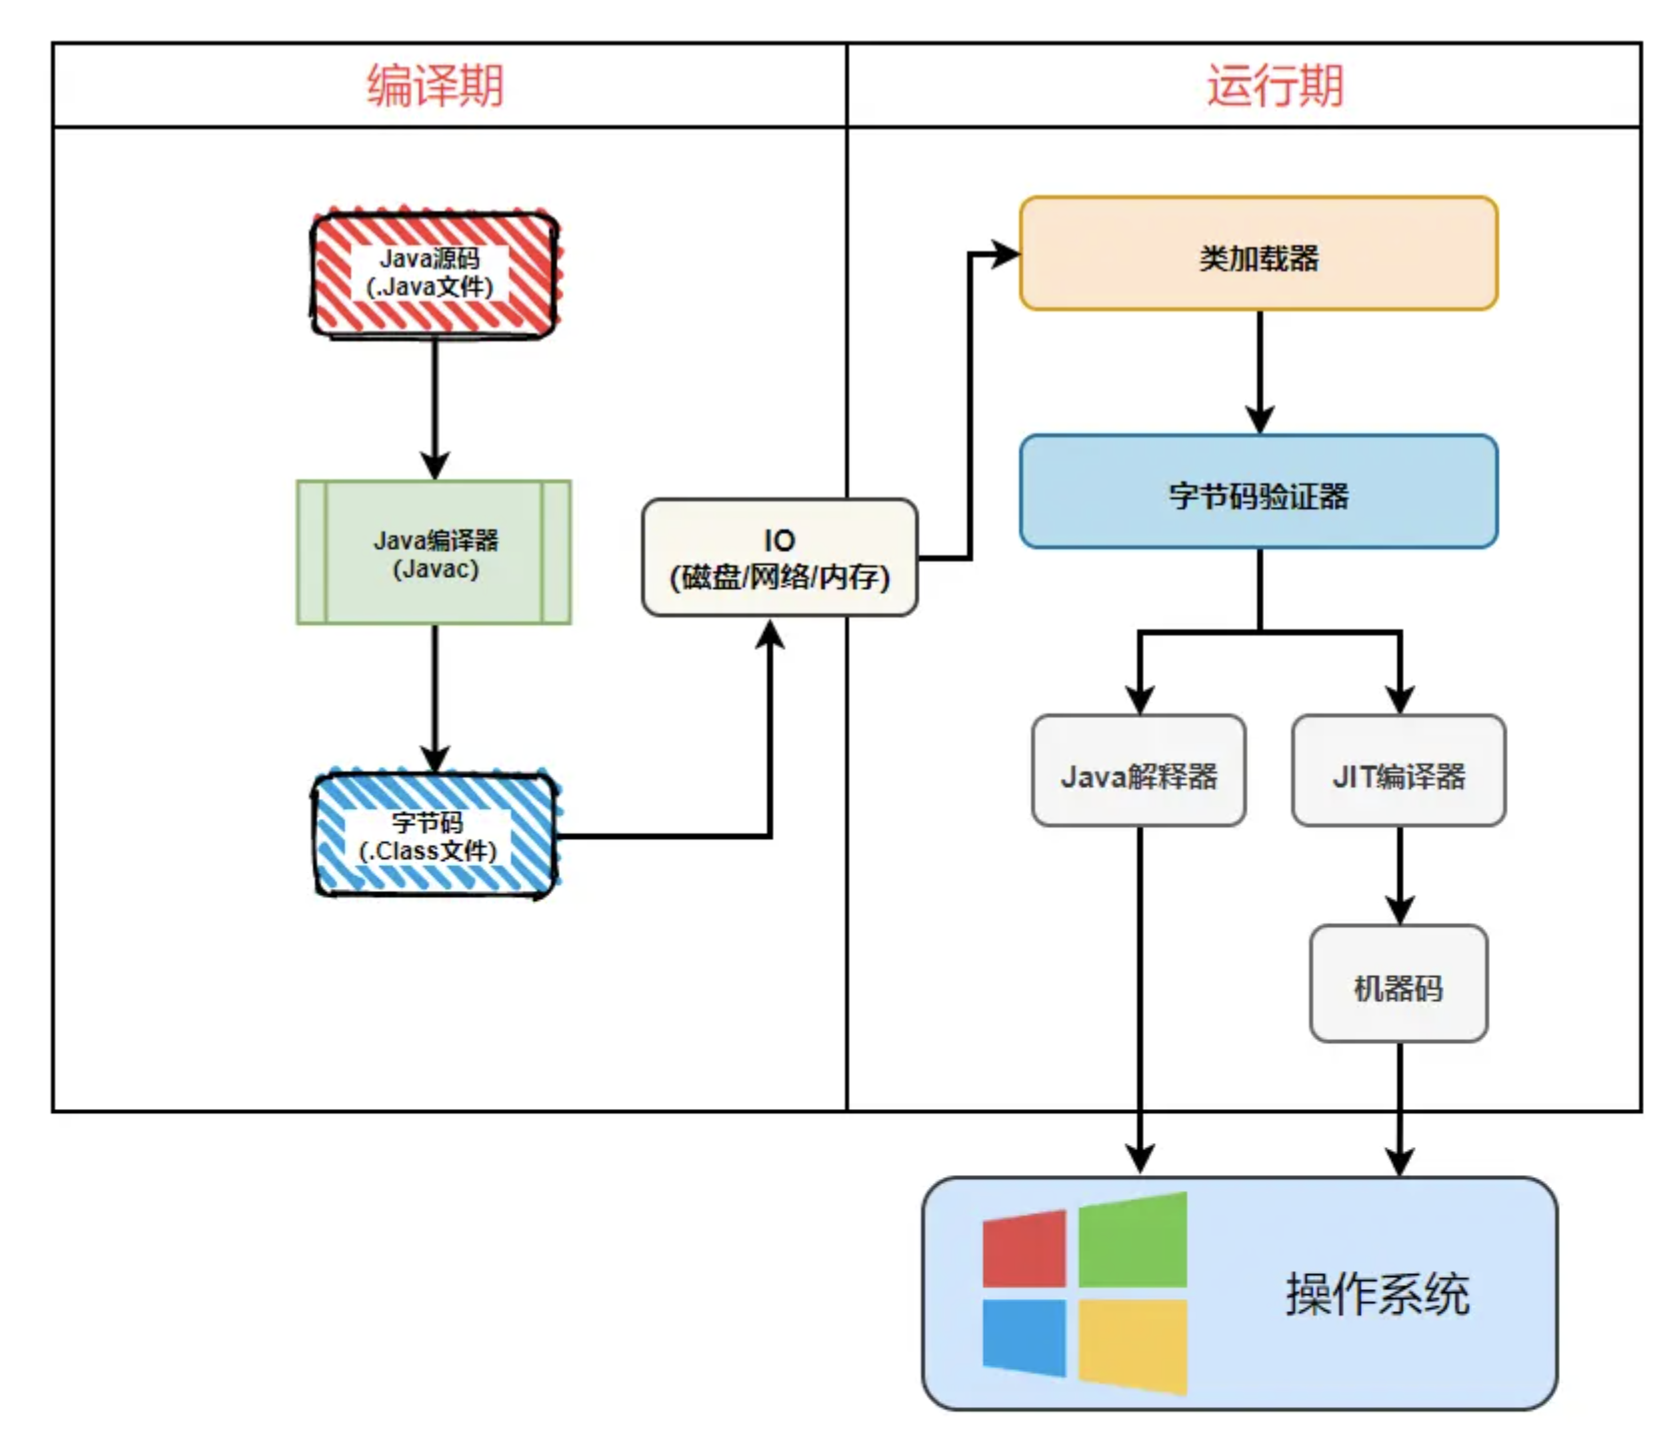 编译期
运行期
Java源码
(.Java文件)
Java编译器
(Javac)
字节码
(.Class文件)
IO
(磁盘/网络/内存)
类加载器
字节码验证器
Java解释器
JIT编译器
机器码
操作系统